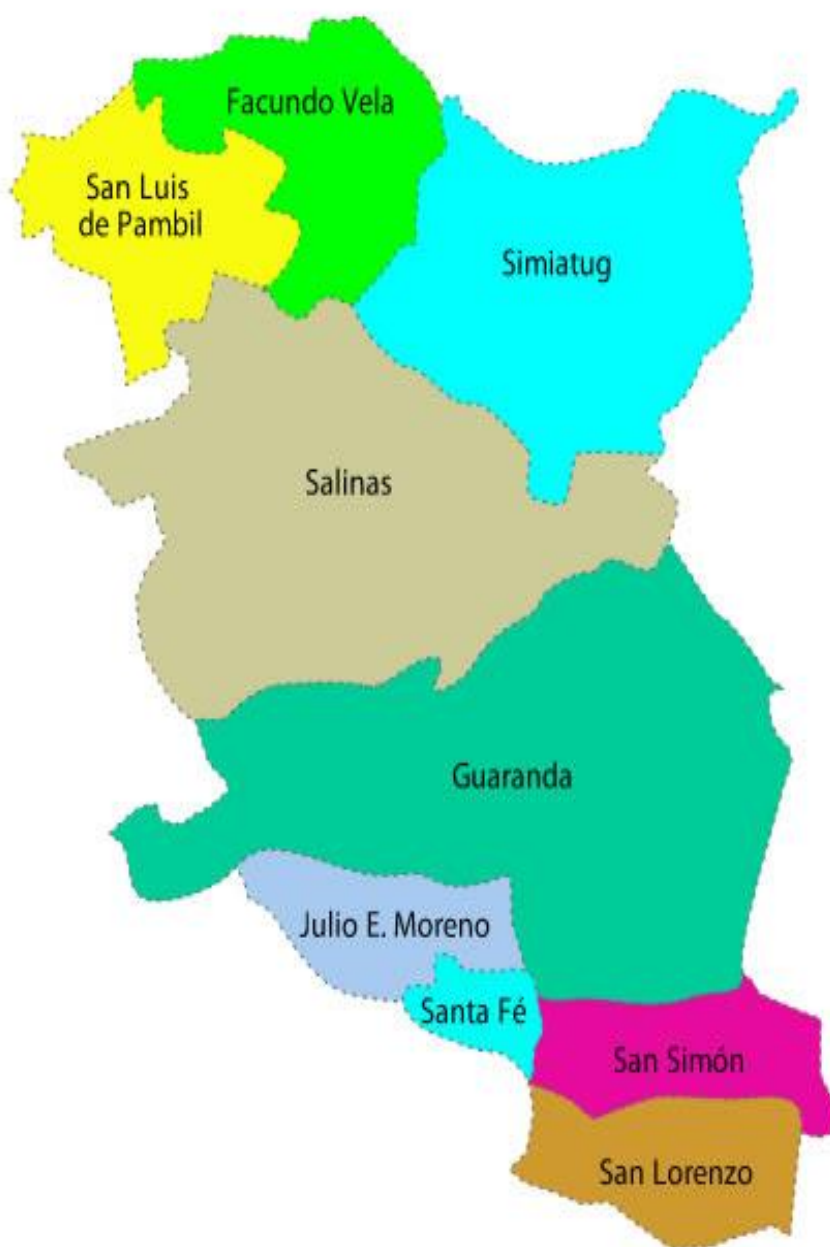 Facundo Vela
San Luis
de Pambil
Simiatug
Salinas
Guaranda
Julio E. Moreno
Santa Fé
San Simón
San Lorenzo